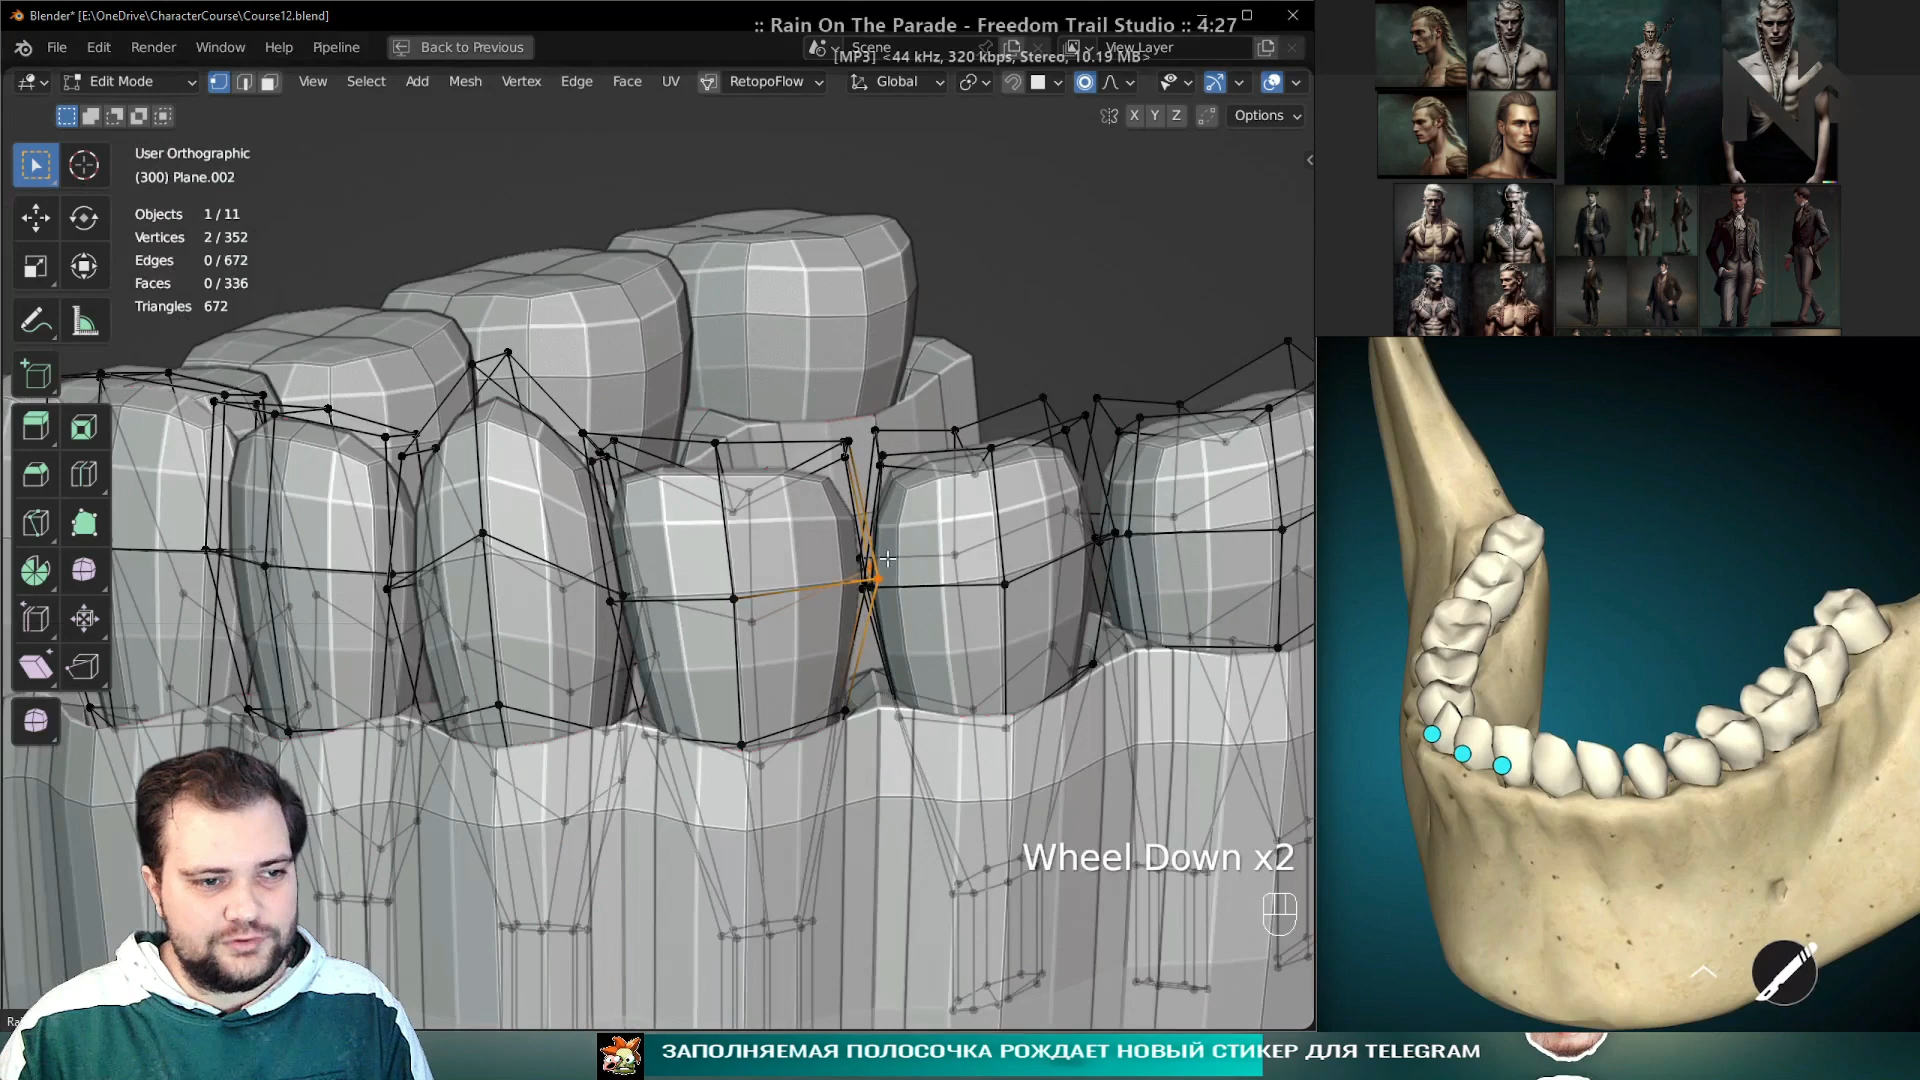 Blender* [E:\OneDrive\CharacterCourse\Course12.blend]
:: Rain On The Parade - Freedom Trail Studio :: 4:27
File Edit Render Window Help Pipeline Back to Previous Scene View Layer
[MP3] <44 kHz, 320 kbps, Stereo, 10.19 MB>
Edit Mode View Select Add Mesh Vertex Edge Face UV RetopoFlow Global
X Y Z Options
User Orthographic
(300) Plane.002
Objects 1 / 11
Vertices 2 / 352
Edges 0 / 672
Faces 0 / 336
Triangles 672
Wheel Down x2
ЗАПОЛНЯЕМАЯ ПОЛОСОЧКА РОЖДАЕТ НОВЫЙ СТИКЕР ДЛЯ TELEGRAM